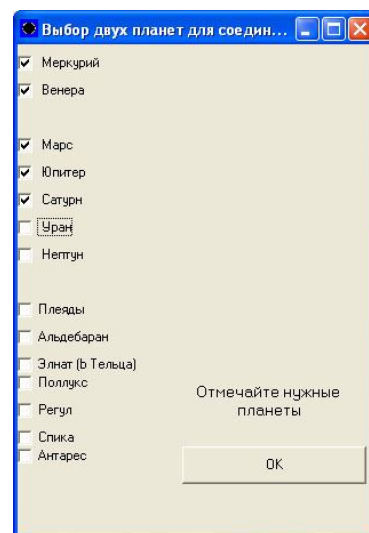 Выбор двух планет для соедин...
Меркурий
Венера
Марс
Юпитер
Сатурн
Уран
Нептун
Плеяды
Альдебаран
Элнат (b Тельца)
Поллукс
Регул
Спика
Антарес
Отмечайте нужные
планеты
OK